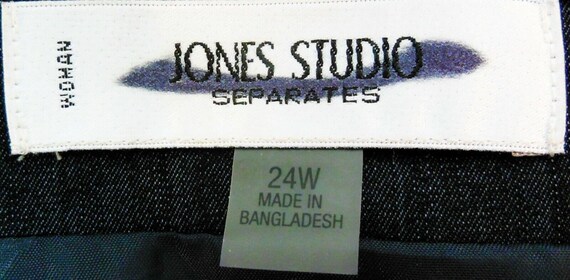 WOMAN
JONES STUDIO
SEPARATES
24W
MADE IN
BANGLADESH